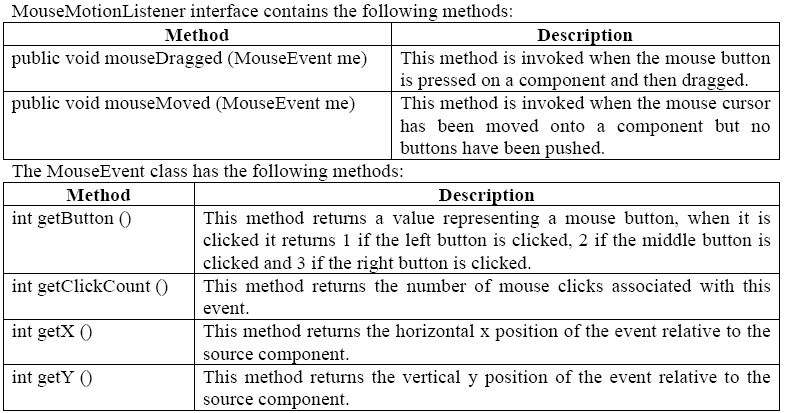 MouseMotionListener interface contains the following methods:
Method Description
public void mouseDragged (MouseEvent me) This method is invoked when the mouse button
is pressed on a component and then dragged.
public void mouseMoved (MouseEvent me) This method is invoked when the mouse cursor
has been moved onto a component but no
buttons have been pushed.
The MouseEvent class has the following methods:
Method Description
int getButton () This method returns a value representing a mouse button, when it is
clicked it returns 1 if the left button is clicked, 2 if the middle button is
clicked and 3 if the right button is clicked.
int getClickCount () This method returns the number of mouse clicks associated with this
event.
int getX () This method returns the horizontal x position of the event relative to the
source component.
int getY () This method returns the vertical y position of the event relative to the
source component.